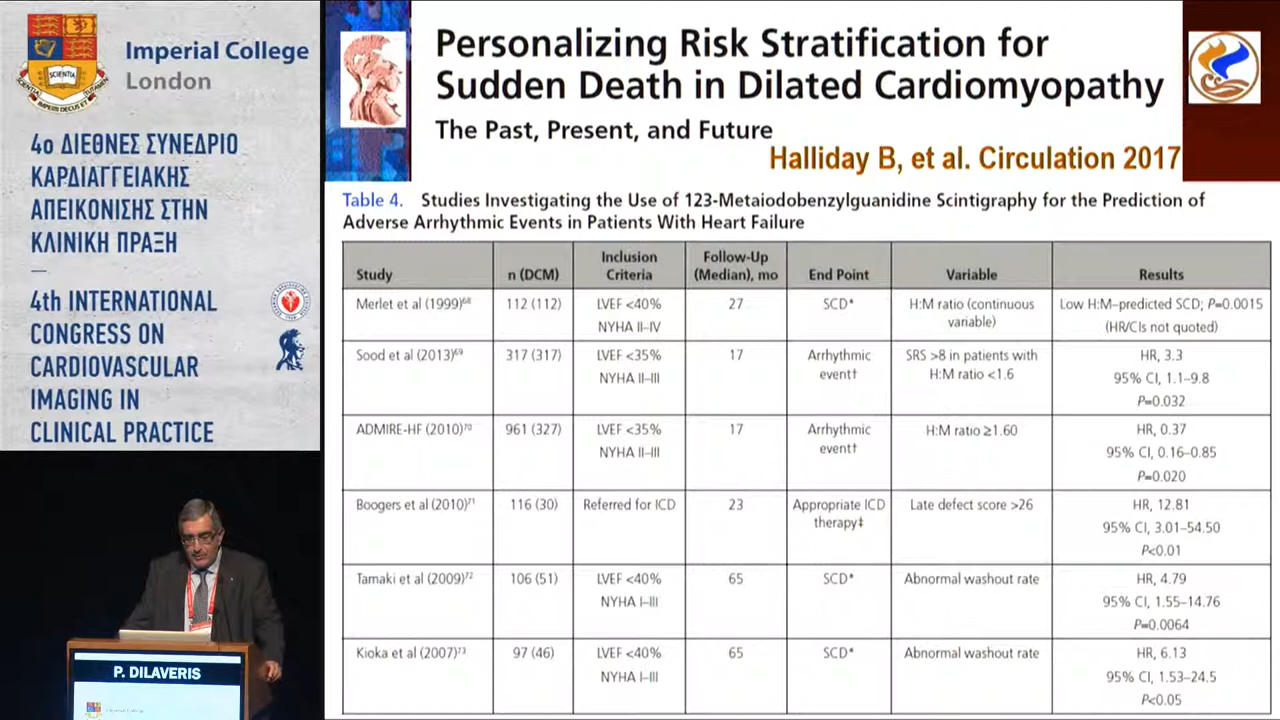 Imperial College
London
SCIENTIA
4ο ΔΙΕΘΝΕΣ ΣΥΝΕΔΡΙΟ
ΚΑΡΔΙΑΓΓΕΙΑΚΗΣ
ΑΠΕΙΚΟΝΙΣΗΣ ΣΤΗΝ
ΚΛΙΝΙΚΗ ΠΡΑΞΗ
4th INTERNATIONAL
CONGRESS ON
CARDIOVASCULAR
IMAGING IN
CLINICAL PRACTICE
P. DILAVERIS
Personalizing Risk Stratification for
Sudden Death in Dilated Cardiomyopathy
The Past, Present, and Future
Halliday B, et al. Circulation 2017
Table 4. Studies Investigating the Use of 123-Metaiodobenzylguanidine Scintigraphy for the Prediction of
Adverse Arrhythmic Events in Patients With Heart Failure
Study n (DCM) Inclusion Criteria Follow-Up (Median), mo End Point Variable Results
Merlet et al (1999)68 112 (112) LVEF <40% NYHA II–IV 27 SCD* H:M ratio (continuous variable) Low H:M–predicted SCD; P=0.0015 (HR/CIs not quoted)
Sood et al (2013)69 317 (317) LVEF <35% NYHA II–III 17 Arrhythmic event† SRS >8 in patients with H:M ratio <1.6 HR, 3.3 95% CI, 1.1–9.8 P=0.032
ADMIRE-HF (2010)70 961 (327) LVEF <35% NYHA II–III 17 Arrhythmic event† H:M ratio ≥1.60 HR, 0.37 95% CI, 0.16–0.85 P=0.020
Boogers et al (2010)71 116 (30) Referred for ICD 23 Appropriate ICD therapy‡ Late defect score >26 HR, 12.81 95% CI, 3.01–54.50 P<0.01
Tamaki et al (2009)72 106 (51) LVEF <40% NYHA I–III 65 SCD* Abnormal washout rate HR, 4.79 95% CI, 1.55–14.76 P=0.0064
Kioka et al (2007)73 97 (46) LVEF <40% NYHA I–III 65 SCD* Abnormal washout rate HR, 6.13 95% CI, 1.53–24.5 P<0.05